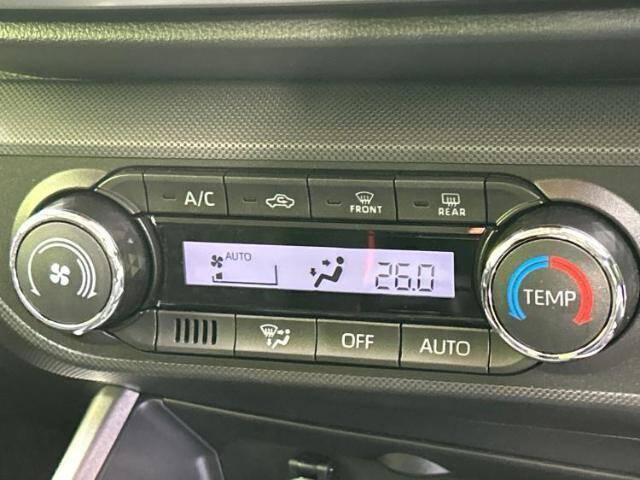 A/C
FRONT
REAR
AUTO
26.0
TEMP
OFF
AUTO